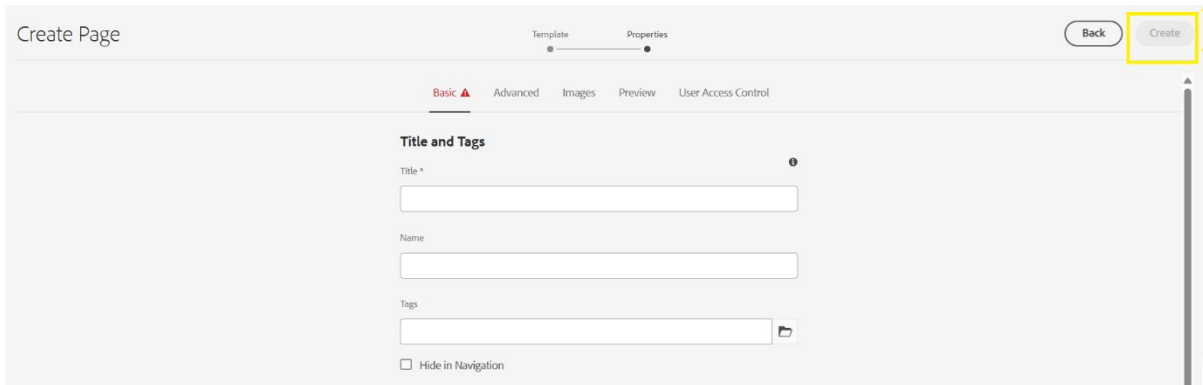 Create Page
Template Properties
Back Create
Basic Advanced Images Preview User Access Control
Title and Tags
Title *
Name
Tags
Hide in Navigation